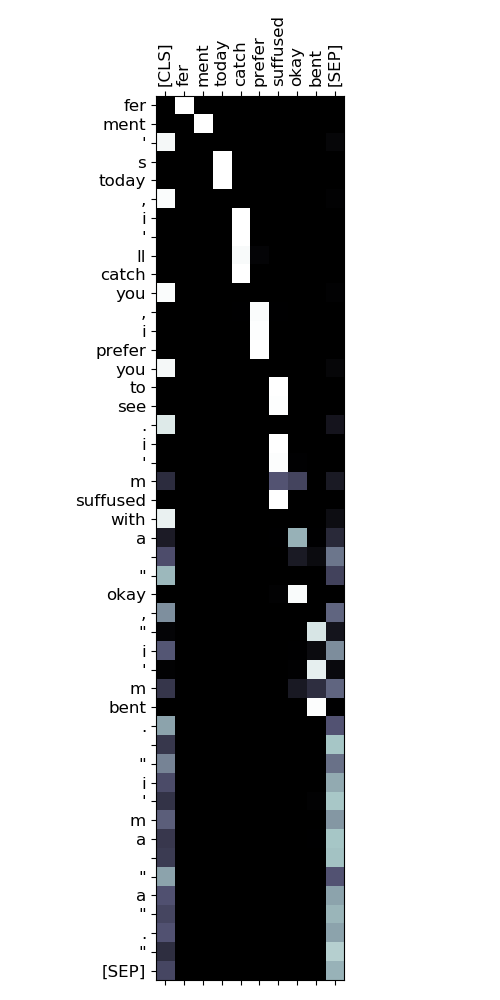 [CLS]
fer
ment
today
catch
prefer
suffused
okay
bent
[SEP]
fer
ment
'
s
today
,
i
'
ll
catch
you
,
i
prefer
you
to
see
.
i
'
m
suffused
with
a
"
okay
,
"
i
'
m
bent
.
"
i
'
m
a
"
a
"
.
"
[SEP]